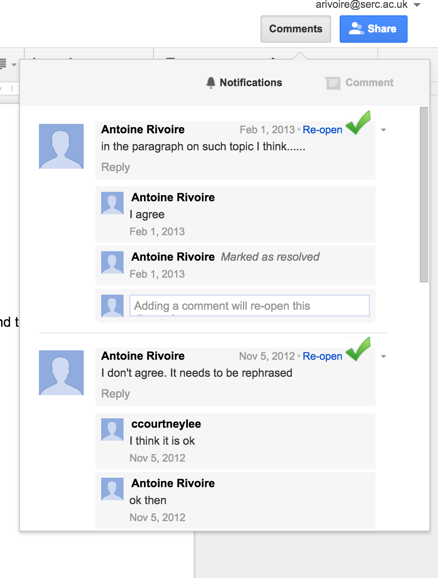 arivoire@serc.ac.uk
Comments
Share
Notifications
Comment
Antoine Rivoire Feb 1, 2013 • Re-open
in the paragraph on such topic I think......
Reply
Antoine Rivoire
I agree
Feb 1, 2013
Antoine Rivoire Marked as resolved
Feb 1, 2013
Adding a comment will re-open this
nd t
Antoine Rivoire Nov 5, 2012 • Re-open
I don't agree. It needs to be rephrased
Reply
ccourtneylee
I think it is ok
Nov 5, 2012
Antoine Rivoire
ok then
Nov 5, 2012